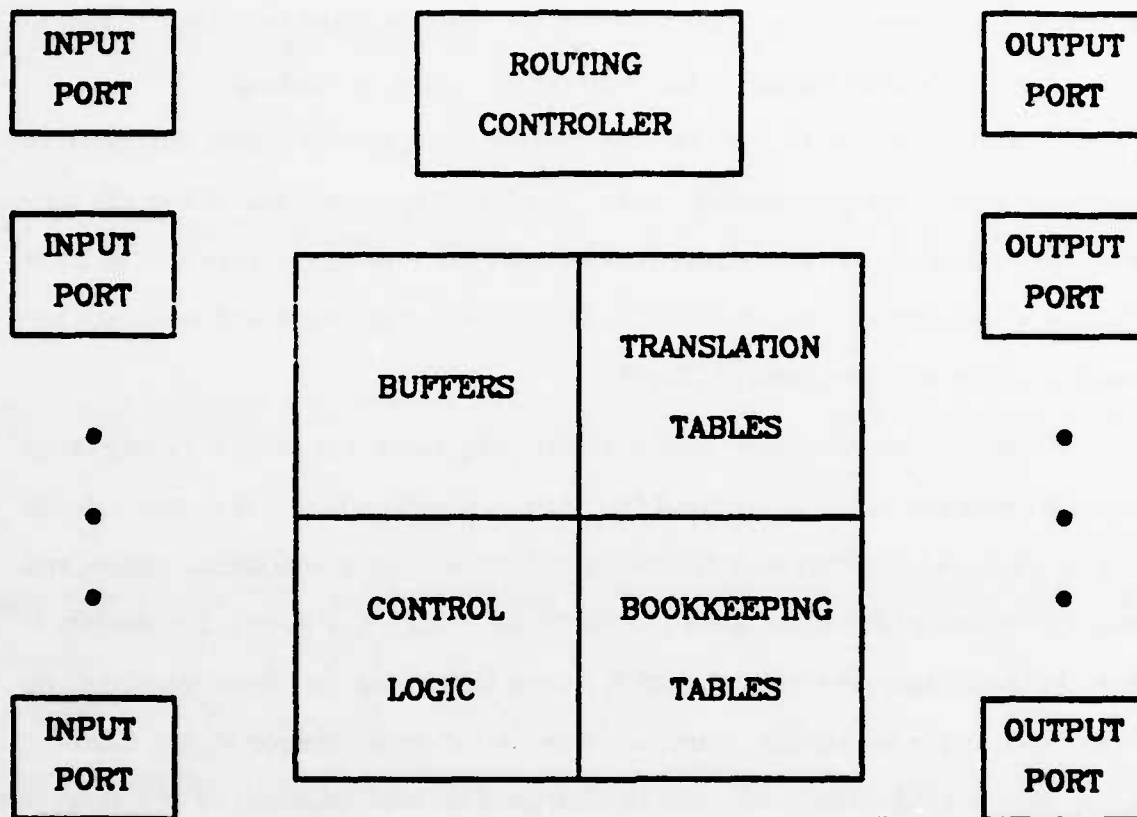 INPUT
PORT
ROUTING
CONTROLLER
OUTPUT
PORT
INPUT
PORT
OUTPUT
PORT
BUFFERS
TRANSLATION
TABLES
CONTROL
LOGIC
BOOKKEEPING
TABLES
INPUT
PORT
OUTPUT
PORT